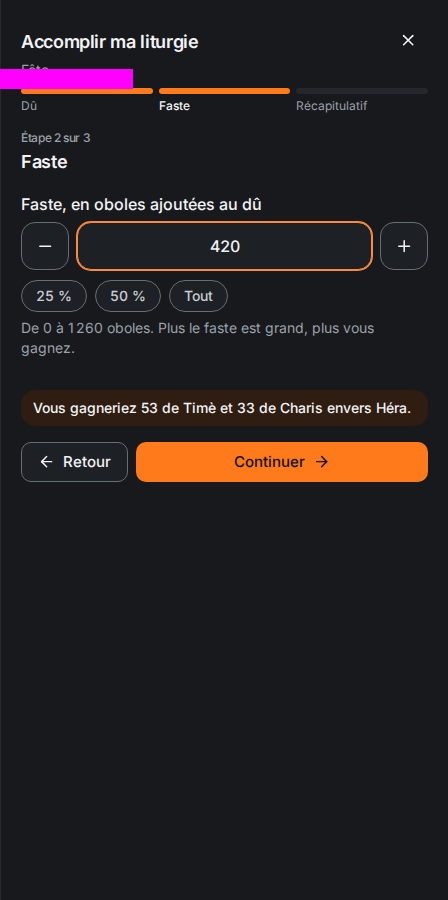 Accomplir ma liturgie
Dû
Faste
Récapitulatif
Étape 2 sur 3
Faste
Faste, en oboles ajoutées au dû
420
25 %
50 %
Tout
De 0 à 1 260 oboles. Plus le faste est grand, plus vous
gagnez.
Vous gagneriez 53 de Timè et 33 de Charis envers Héra.
Retour
Continuer